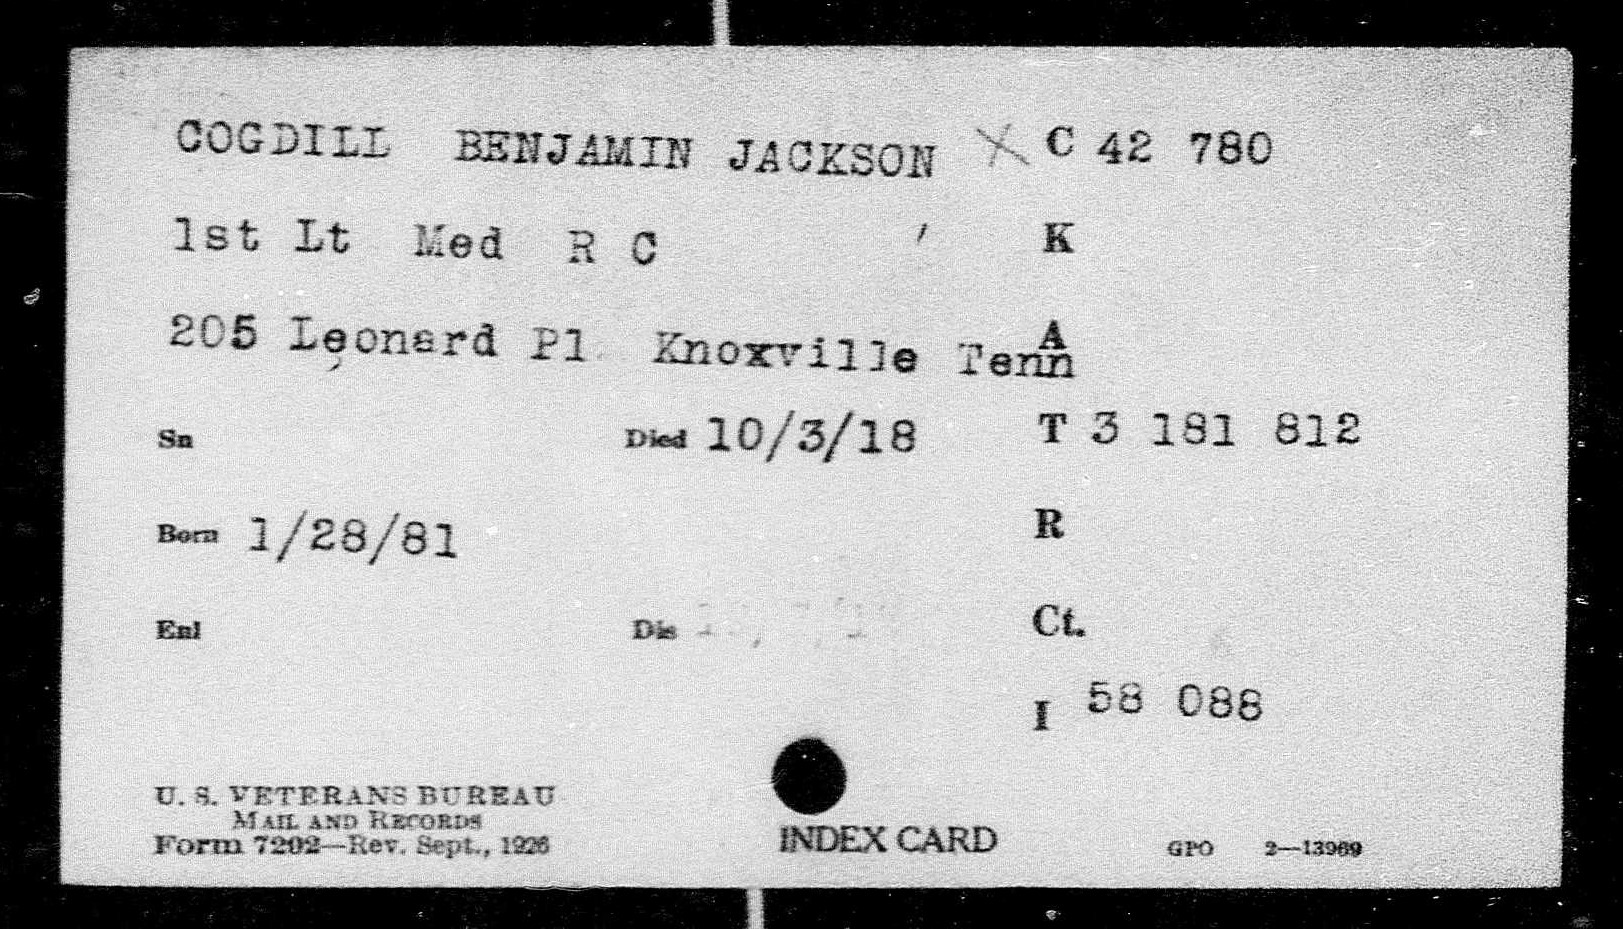 COGDILL BENJAMIN JACKSON X C 42 780
1st Lt Med R C K
205 Leonard Pl Knoxville Tenn A
Sn Died 10/3/18 T 3 181 812
Born 1/28/81 R
Enl Dis Ct.
I 58 088
U. S. VETERANS BUREAU
MAIL AND RECORDS
Form 7202—Rev. Sept., 1926
INDEX CARD
GPO 2—13969